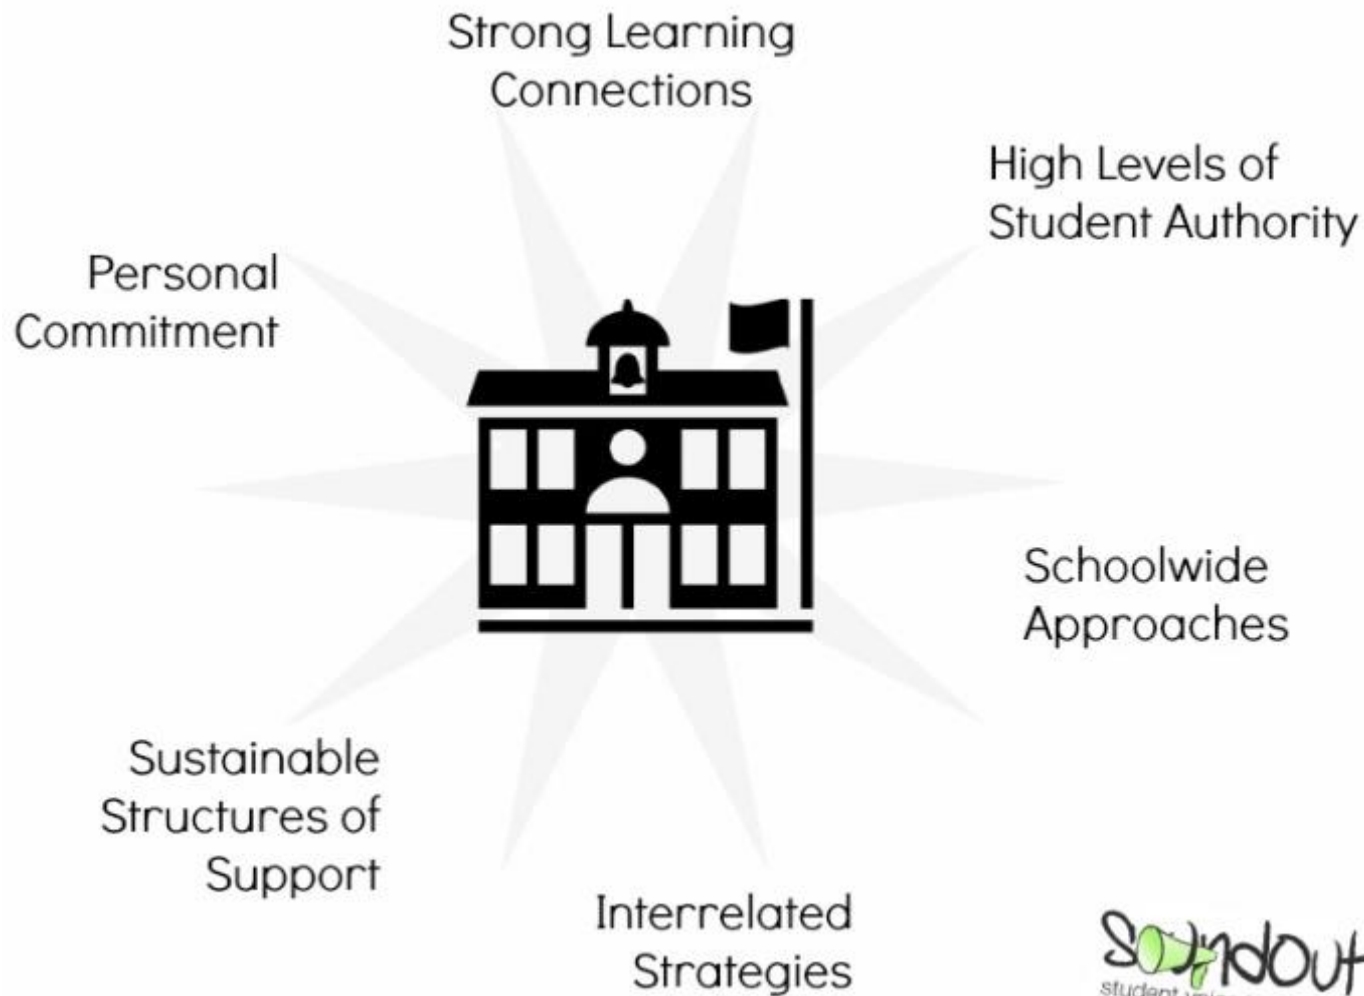 Strong Learning
Connections
High Levels of
Student Authority
Personal
Commitment
Schoolwide
Approaches
Sustainable
Structures of
Support
Interrelated
Strategies
SoundOut
student